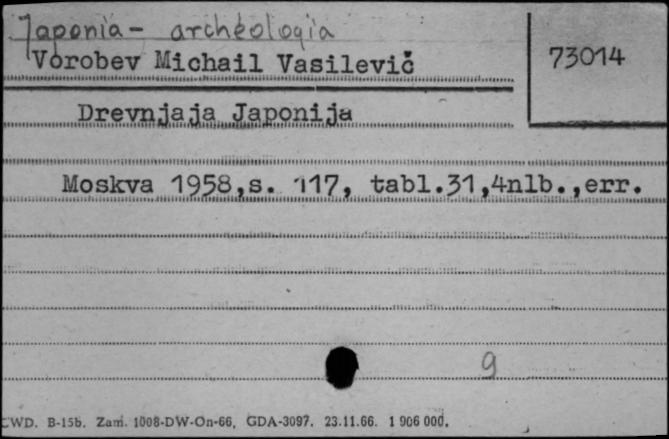 Japonia - archeologia
Vorobev Michail Vasilevič
73014
Drevnjaja Japonija
Moskva 1958,s. 117, tabl.31,4nlb.,err.
9
CWD. B-15b. Zam. 1008-DW-On-66, GDA-3097. 23.11.66. 1 906 000.